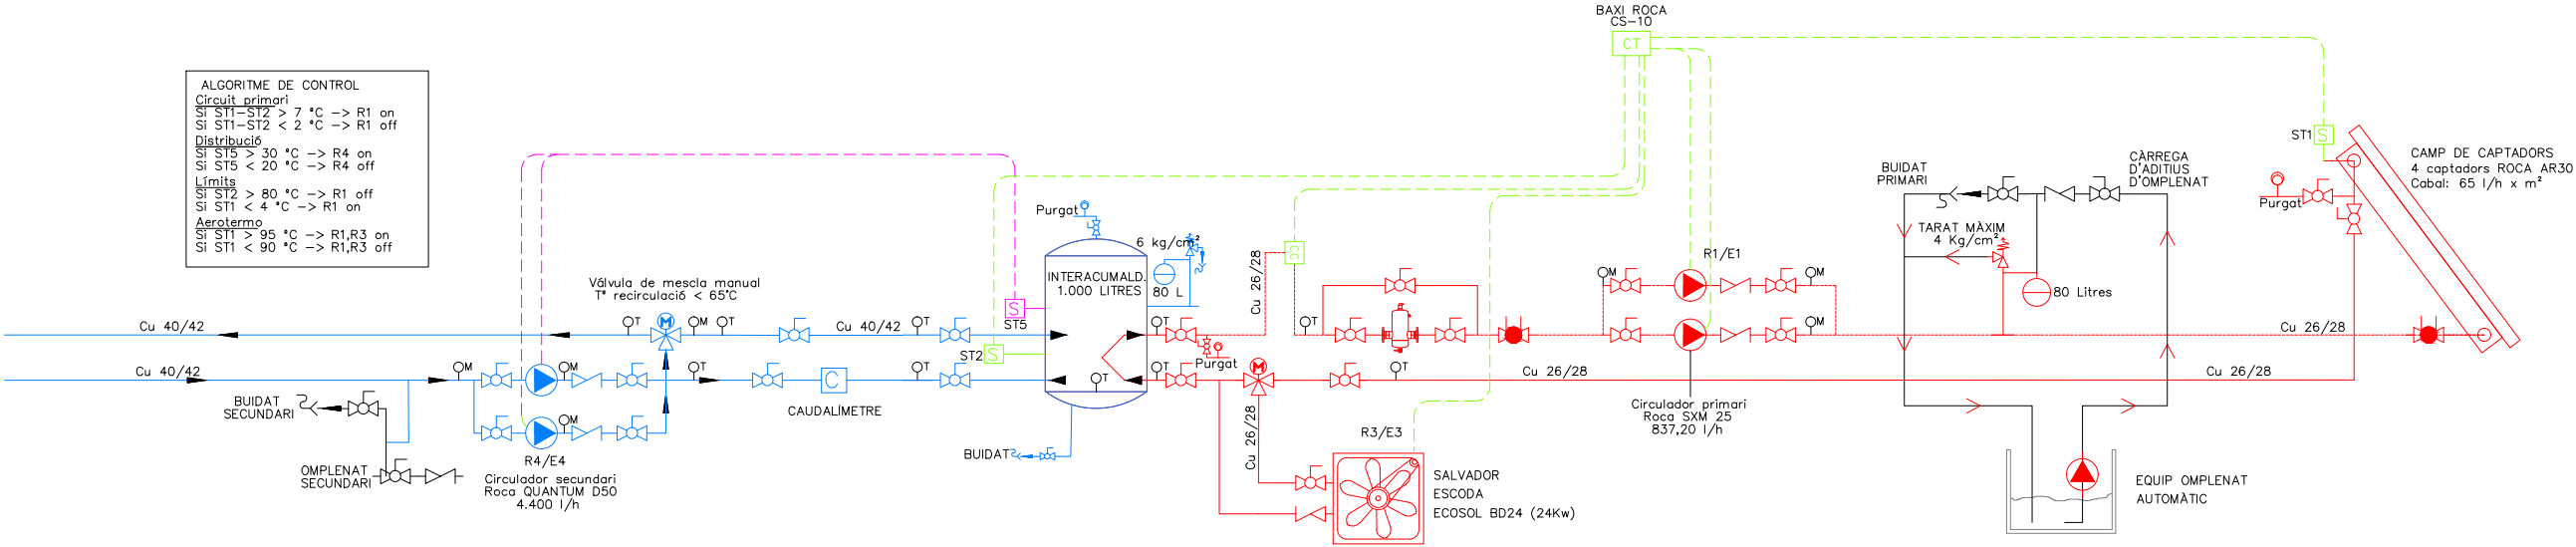 BAXI ROCA
CS-10
CT
ALGORITME DE CONTROL
Circuit primari
Si ST1-ST2 > 7 °C -> R1 on
Si ST1-ST2 < 2 °C -> R1 off
Distribució
Si ST5 > 30 °C -> R4 on
Si ST5 < 20 °C -> R4 off
Límits
Si ST2 > 80 °C -> R1 off
Si ST1 < 4 °C -> R1 on
Aerotermo
Si ST1 > 95 °C -> R1,R3 on
Si ST1 < 90 °C -> R1,R3 off
ST1
S
CAMP DE CAPTADORS
4 captadors ROCA AR30
Cabal: 65 l/h x m²
CÀRREGA
D'ADITIUS
D'OMPLENAT
BUIDAT
PRIMARI
Purgat
TARAT MÀXIM
4 Kg/cm²
80 Litres
Purgat
6 kg/cm²
80 L
INTERACUMALD.
1.000 LITRES
S
ST5
ST2
S
Vályula de mescla manual
Tª recirculació < 65°C
M
Cu 40/42
T
M
T
Cu 40/42
T
T
Cu 26/28
T
R1/E1
M
M
M
Cu 26/28
Purgat
Cu 40/42
M
M
T
C
T
T
T
M
T
Cu 26/28
Cu 26/28
CAUDALÍMETRE
BUIDAT
SECUNDARI
M
R4/E4
Circulador secundari
Roca QUANTUM D50
4.400 l/h
OMPLENAT
SECUNDARI
BUIDAT
Cu 26/28
R3/E3
SALVADOR
ESCODA
ECOSOL BD24 (24Kw)
Circulador primari
Roca SXM 25
837,20 l/h
EQUIP OMPLENAT
AUTOMÀTIC